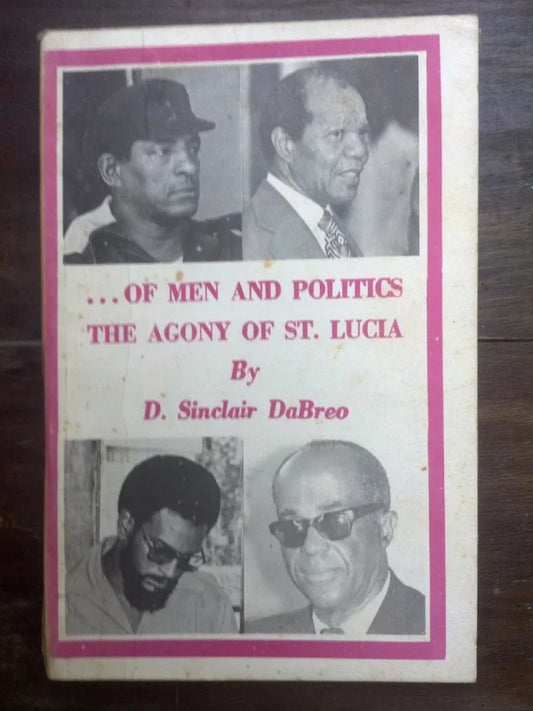 ...OF MEN AND POLITICS
THE AGONY OF ST. LUCIA
By
D. Sinclair DaBreo